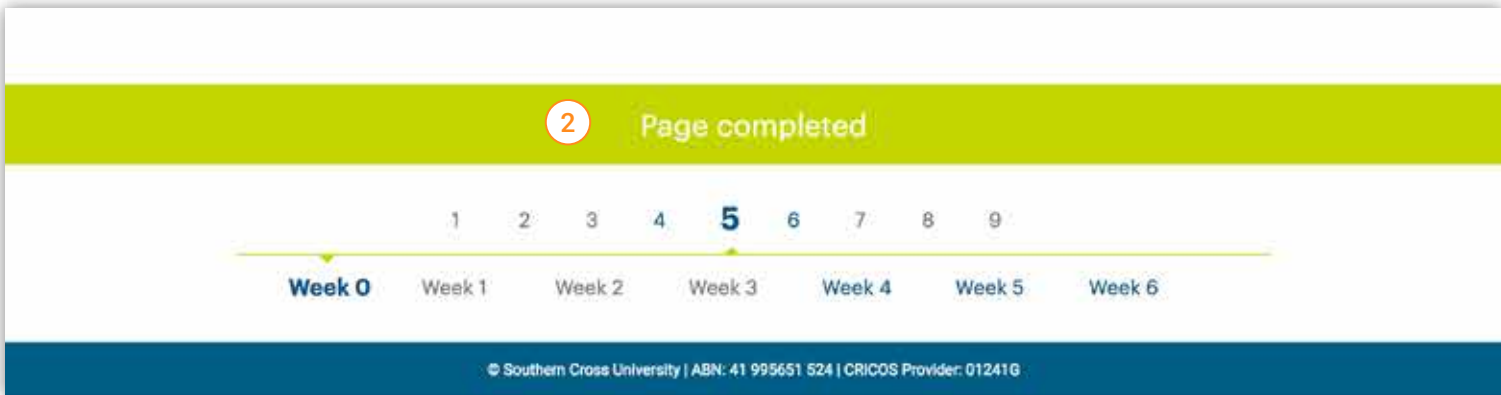 2 Page completed
1 2 3 4 5 6 7 8 9
Week 0 Week 1 Week 2 Week 3 Week 4 Week 5 Week 6
© Southern Cross University | ABN: 41 995651 524 | CRICOS Provider: 01241G